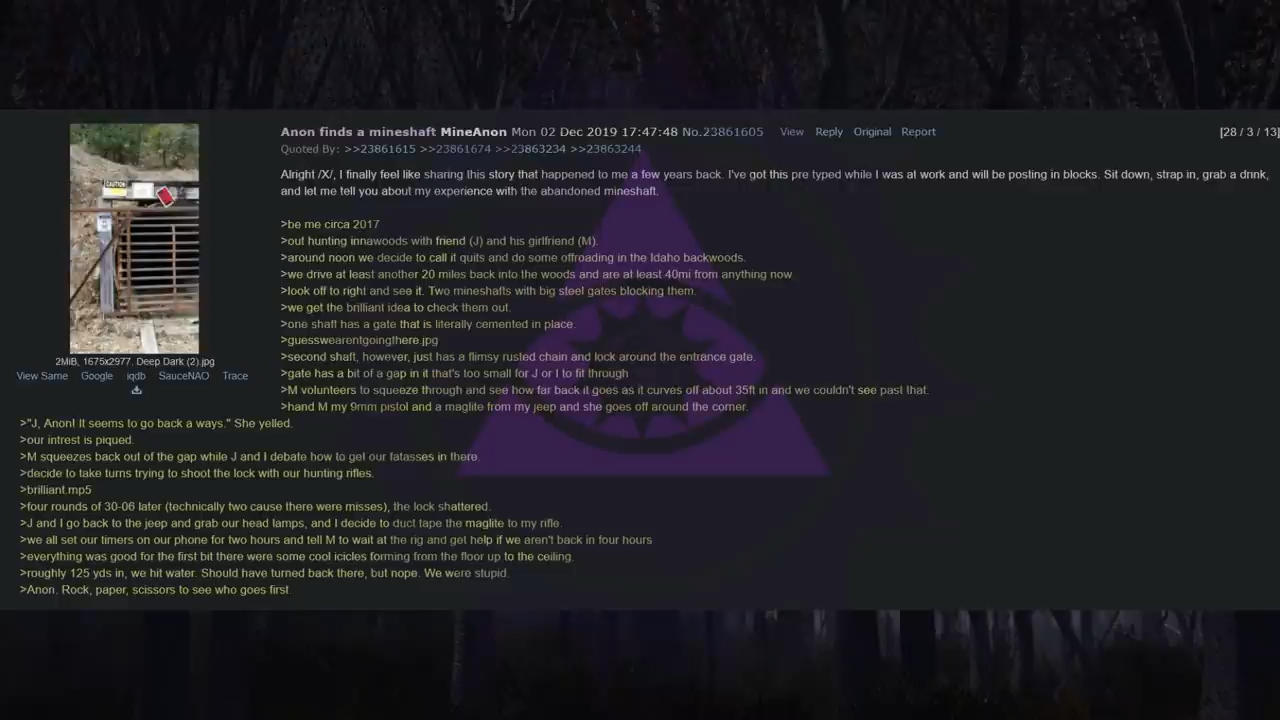 Anon finds a mineshaft MineAnon Mon 02 Dec 2019 17:47:48 No.23861605 View Reply Original Report [28 / 3 / 13]
Quoted By: >>23861615 >>23861674 >>23863234 >>23863244
Alright /X/, I finally feel like sharing this story that happened to me a few years back. I've got this pre typed while I was at work and will be posting in blocks. Sit down, strap in, grab a drink,
and let me tell you about my experience with the abandoned mineshaft.
>be me circa 2017
>out hunting innawoods with friend (J) and his girlfriend (M).
>around noon we decide to call it quits and do some offroading in the Idaho backwoods.
>we drive at least another 20 miles back into the woods and are at least 40mi from anything now
>look off to right and see it. Two mineshafts with big steel gates blocking them.
>we get the brilliant idea to check them out.
>one shaft has a gate that is literally cemented in place.
>guesswearentgoingthere.jpg
>second shaft, however, just has a flimsy rusted chain and lock around the entrance gate.
>gate has a bit of a gap in it that's too small for J or I to fit through
>M volunteers to squeeze through and see how far back it goes as it curves off about 35ft in and we couldn't see past that.
>hand M my 9mm pistol and a maglite from my jeep and she goes off around the corner.
CAUTION
2MiB, 1675x2977, Deep Dark (2).jpg
View Same Google iqdb SauceNAO Trace
>"J, Anon! It seems to go back a ways." She yelled.
>our intrest is piqued.
>M squeezes back out of the gap while J and I debate how to get our fatasses in there.
>decide to take turns trying to shoot the lock with our hunting rifles.
>brilliant.mp5
>four rounds of 30-06 later (technically two cause there were misses), the lock shattered.
>J and I go back to the jeep and grab our head lamps, and I decide to duct tape the maglite to my rifle.
>we all set our timers on our phone for two hours and tell M to wait at the rig and get help if we aren't back in four hours
>everything was good for the first bit there were some cool icicles forming from the floor up to the ceiling.
>roughly 125 yds in, we hit water. Should have turned back there, but nope. We were stupid.
>Anon. Rock, paper, scissors to see who goes first.